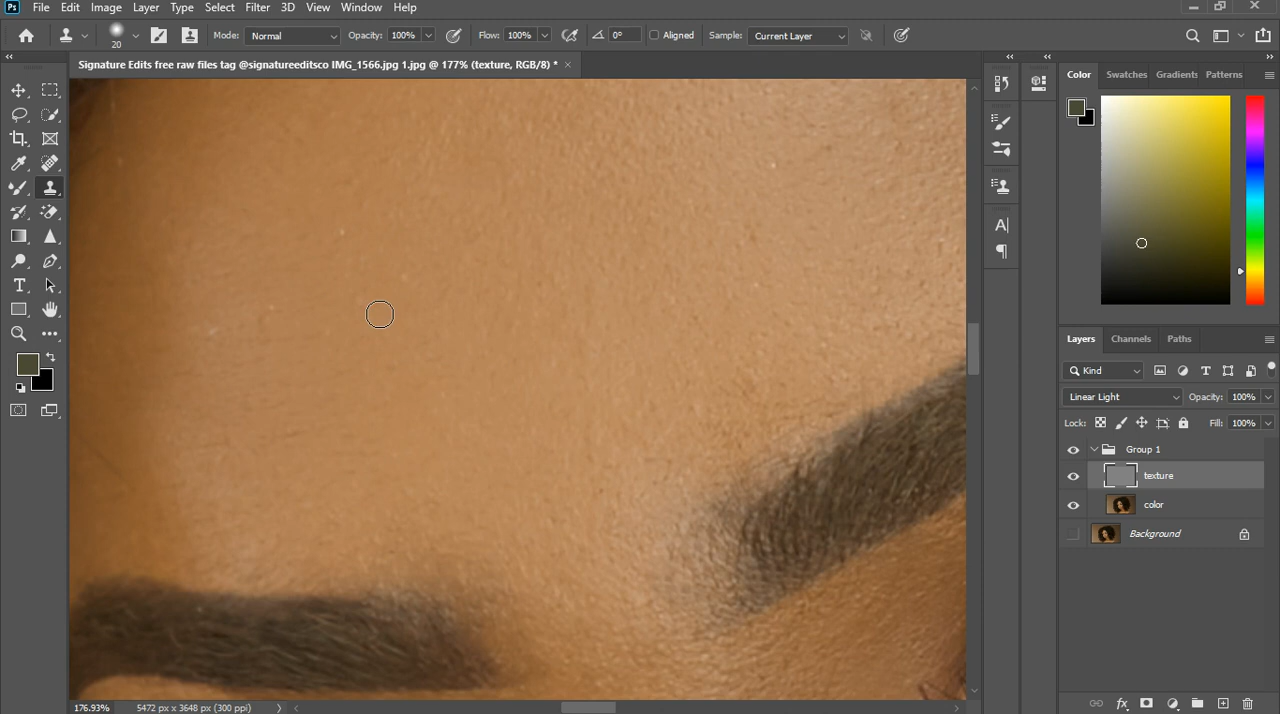 Ps File Edit Image Layer Type Select Filter 3D View Window Help
20 Mode: Normal Opacity: 100% Flow: 100% 0° Aligned Sample: Current Layer
Signature Edits free raw files tag @signatureeditsco IMG_1566.jpg 1.jpg @ 177% (texture, RGB/8) *
Color Swatches Gradients Patterns
Layers Channels Paths
Kind
Linear Light Opacity: 100%
Lock: Fill: 100%
Group 1
texture
color
Background
176.93% 5472 px x 3648 px (300 ppi)